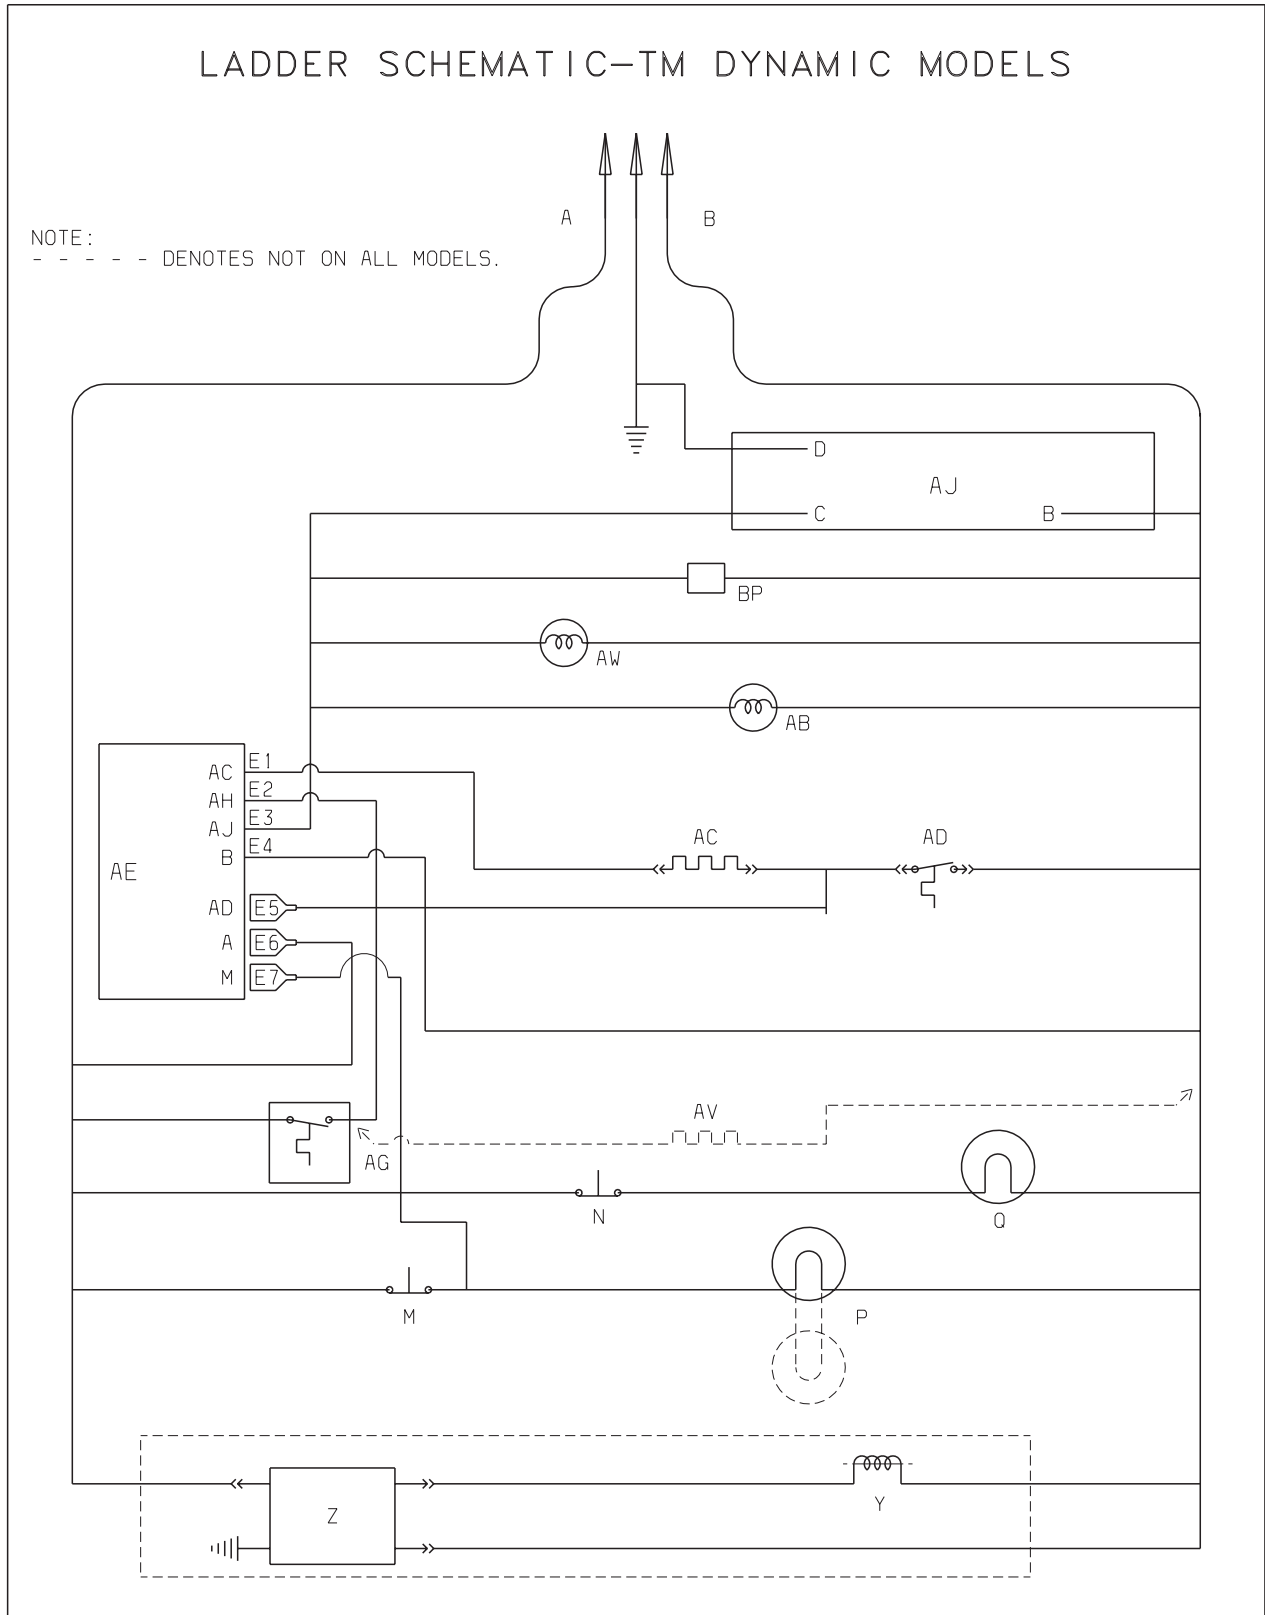 LADDER SCHEMATIC-TM DYNAMIC MODELS
A
B
NOTE:
- - - - - DENOTES NOT ON ALL MODELS.
D
AJ
C
B
BP
AW
AB
AC E1
AH E2
AJ E3
B E4
AC
AD
AE
AD E5
A E6
M E7
AV
AG
N
Q
M
P
Y
Z